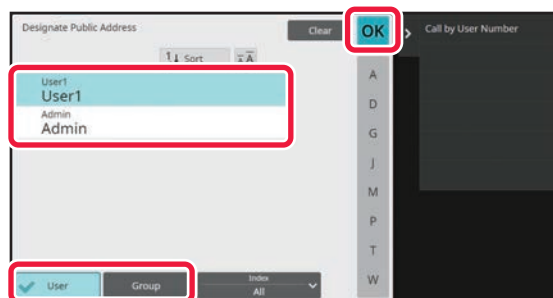 Designate Public Address
Clear
OK
Call by User Number
Sort
User1
User1
Admin
Admin
A
D
G
J
M
P
T
W
User
Group
Index
All